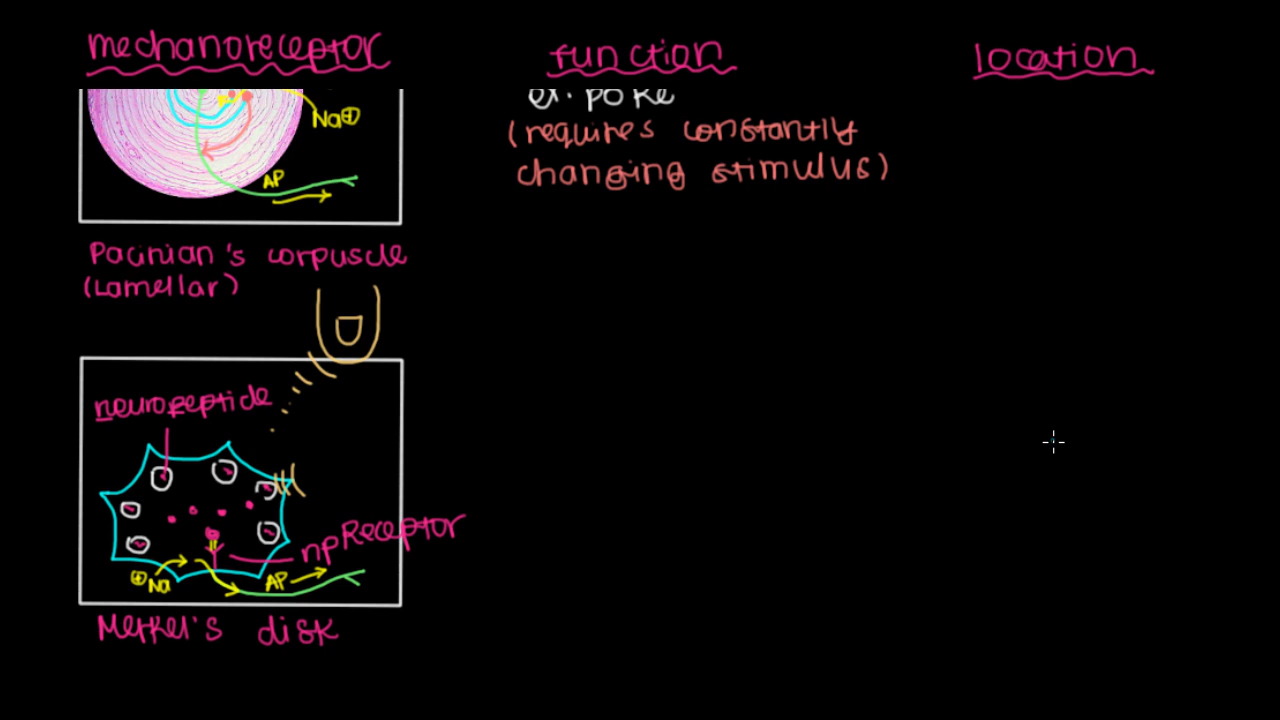 mechanoreceptor function location
ex. poke
Na⊕
(requires constantly
changing stimulus)
AP
Pacinian's corpuscle
(Lamellar)
neuropeptide
npReceptor
⊕Na
AP
Merkel's disk